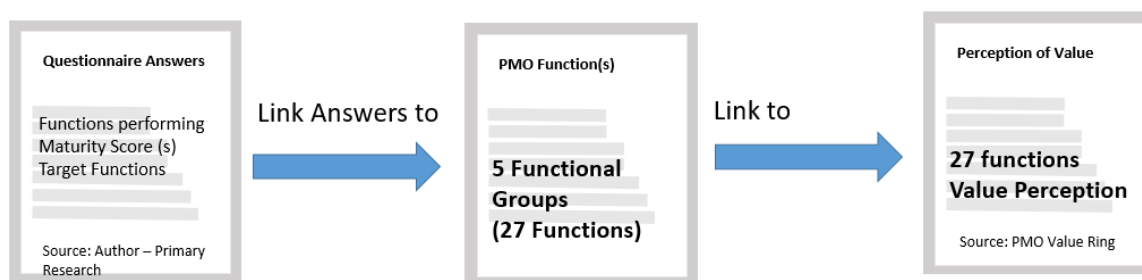 Questionnaire Answers
Functions performing
Maturity Score (s)
Target Functions
Source: Author – Primary
Research
Link Answers to
PMO Function(s)
5 Functional
Groups
(27 Functions)
Link to
Perception of Value
27 functions
Value Perception
Source: PMO Value Ring